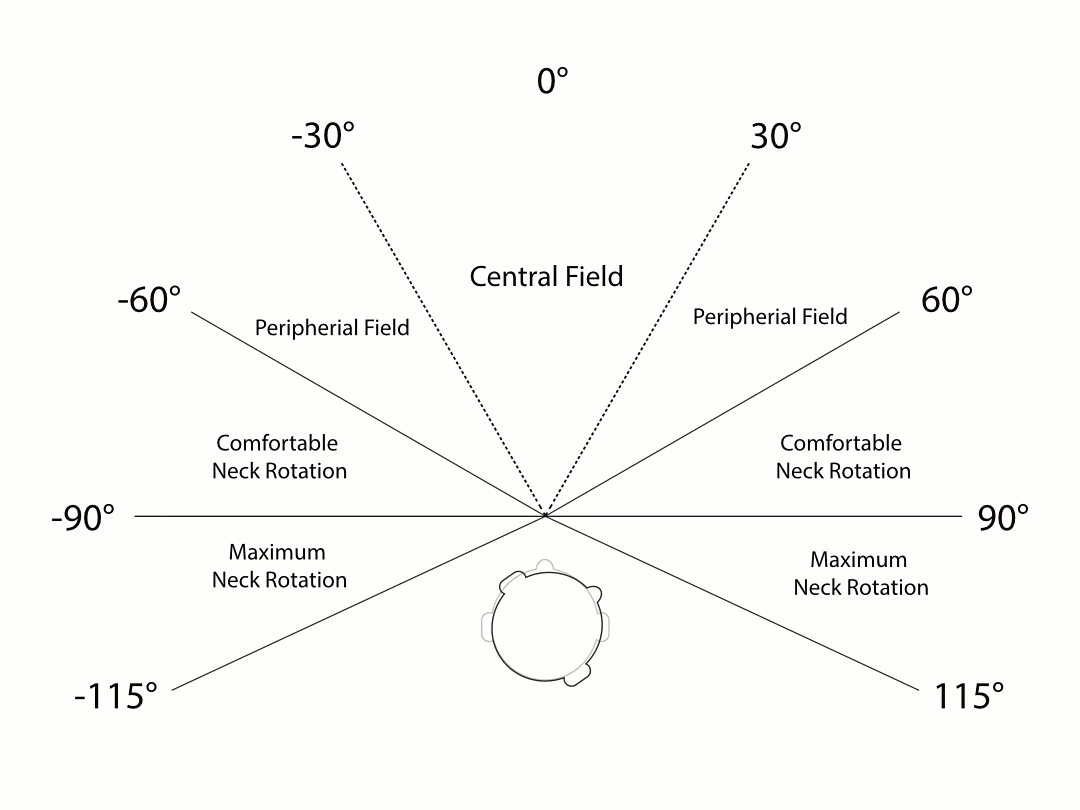 0°
-30°
30°
Central Field
-60°
60°
Peripherial Field
Peripherial Field
Comfortable
Neck Rotation
Comfortable
Neck Rotation
-90°
90°
Maximum
Neck Rotation
Maximum
Neck Rotation
-115°
115°